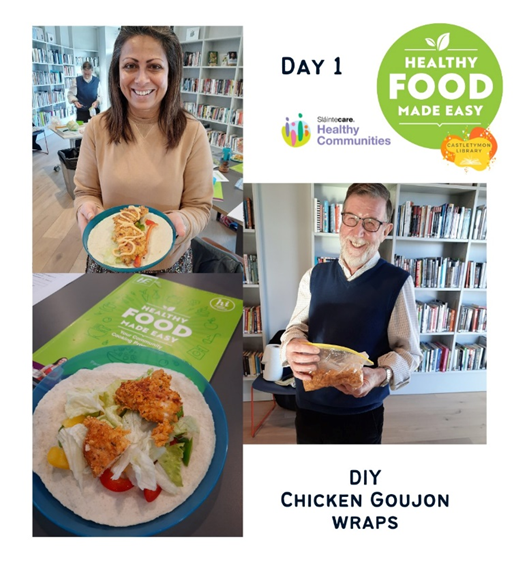 DAY 1
HEALTHY
FOOD
MADE EASY
CASTLETYMON
LIBRARY
Sláintecare.
Healthy
Communities
HEALTHY
FOOD
MADE EASY
DIY
CHICKEN GOUJON
WRAPS